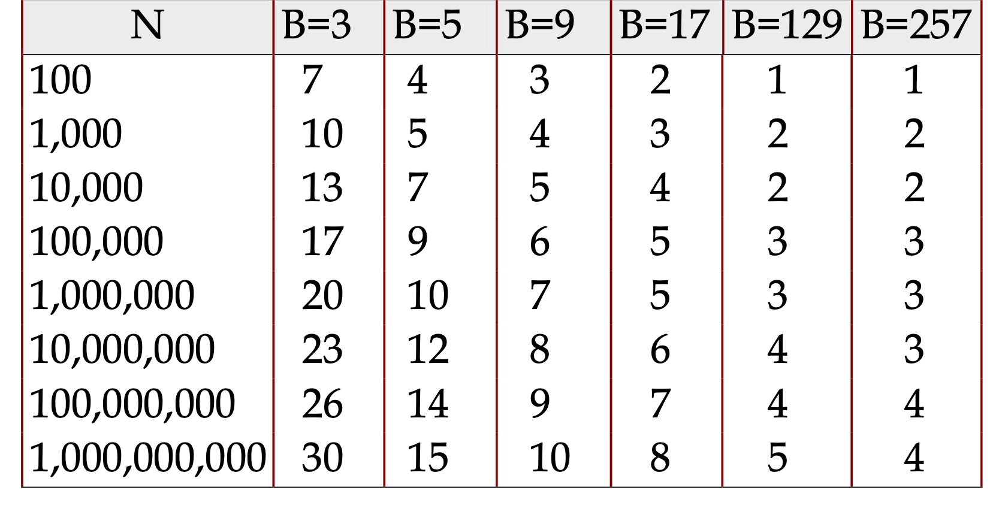 N B=3 B=5 B=9 B=17 B=129 B=257
100 7 4 3 2 1 1
1,000 10 5 4 3 2 2
10,000 13 7 5 4 2 2
100,000 17 9 6 5 3 3
1,000,000 20 10 7 5 3 3
10,000,000 23 12 8 6 4 3
100,000,000 26 14 9 7 4 4
1,000,000,000 30 15 10 8 5 4